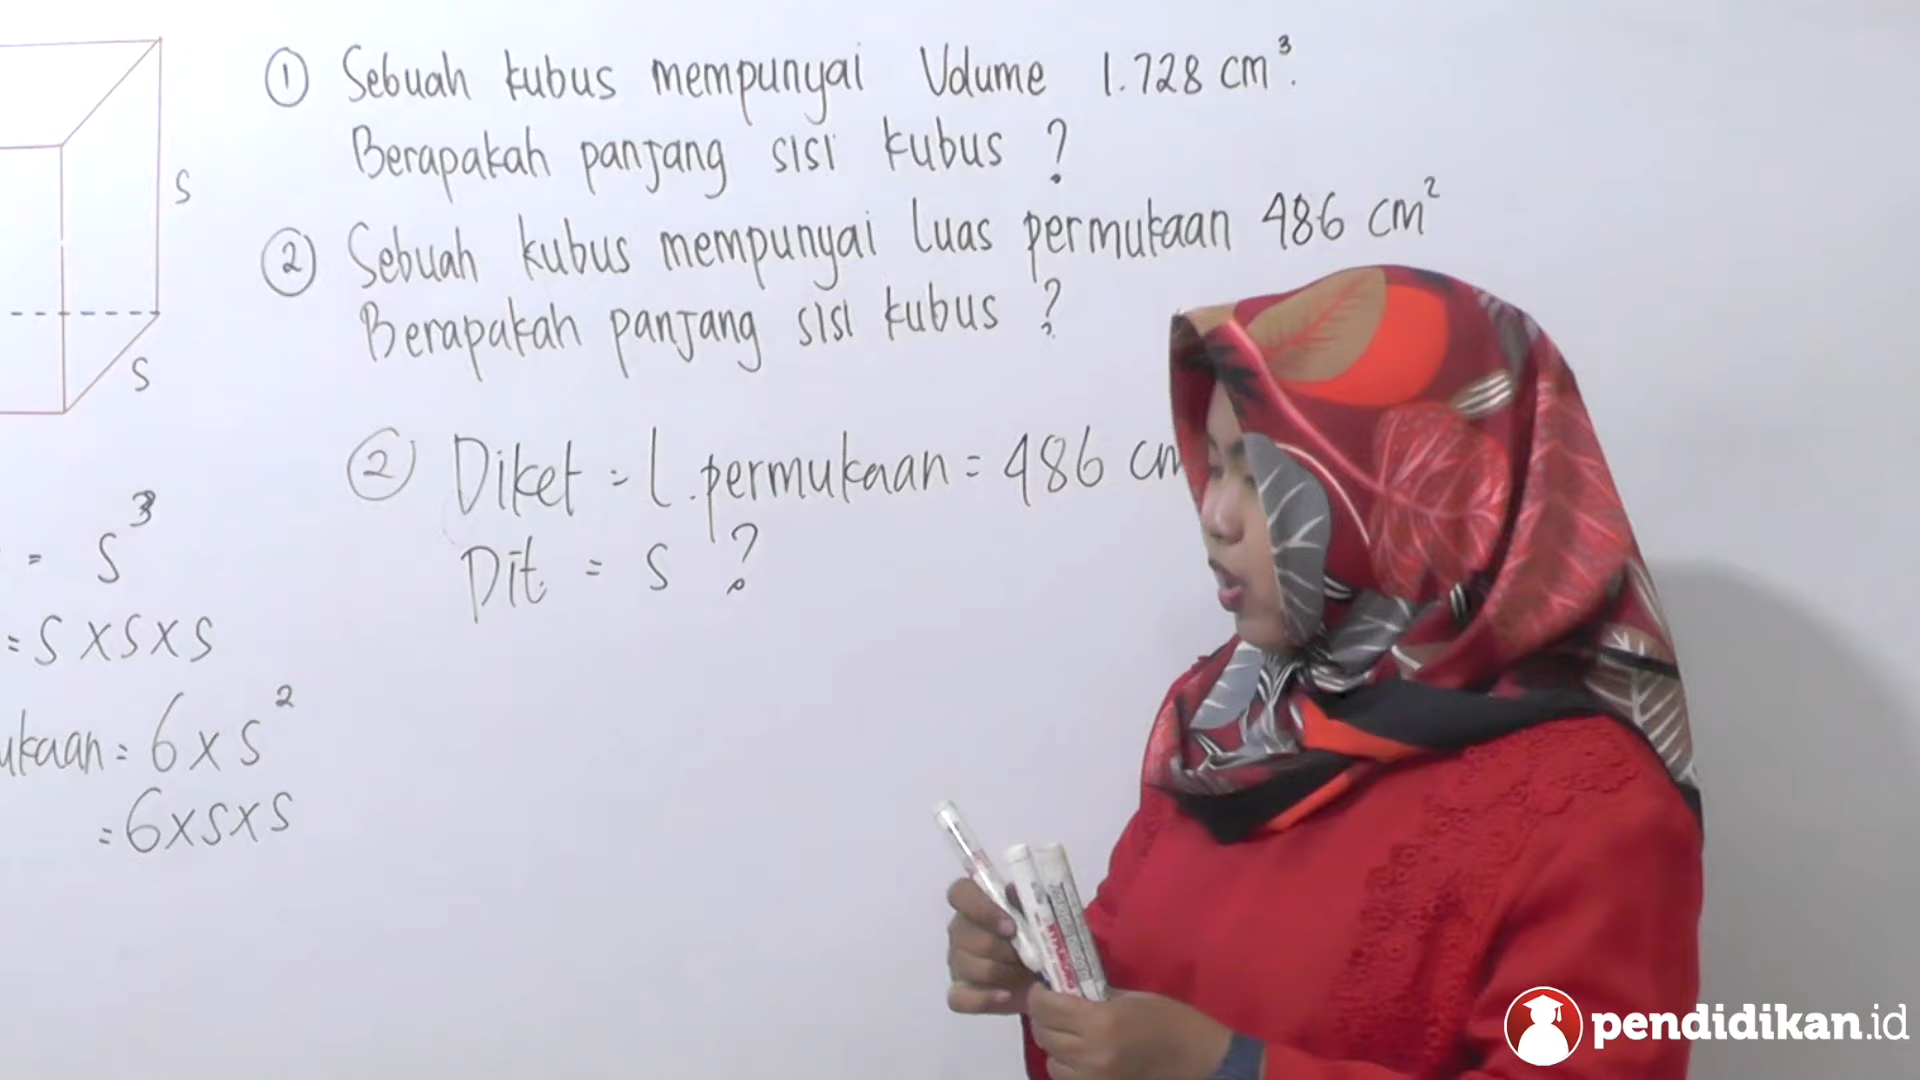 ① Sebuah kubus mempunyai Volume 1.728 cm³.
Berapakah panjang sisi kubus ?
② Sebuah kubus mempunyai luas permukaan 486 cm²
Berapakah panjang sisi kubus ?
s
s
② Diket = l. permukaan = 486 cm
Dit = s ?
= s³
= s x s x s
ukaan = 6 x s²
= 6 x s x s
pendidikan.id